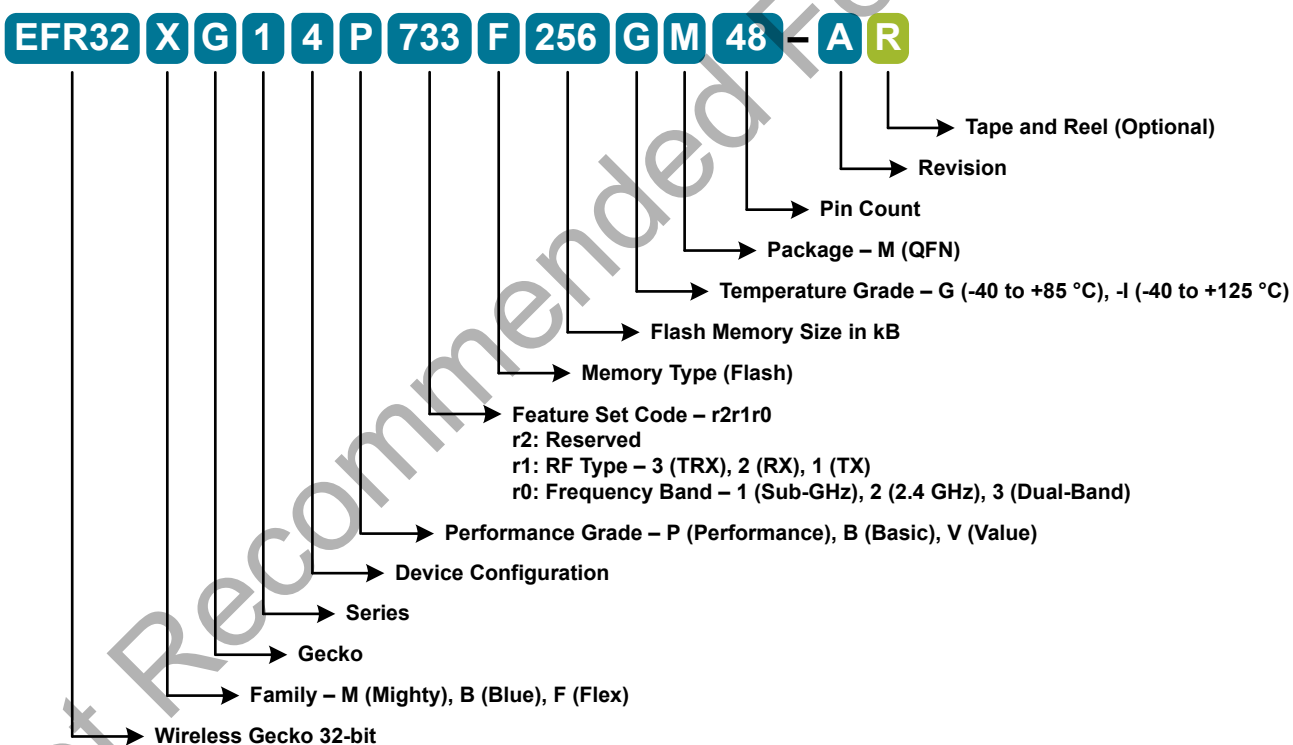 EFR32 X G 1 4 P 733 F 256 G M 48 – A R
Tape and Reel (Optional)
Revision
Pin Count
Package – M (QFN)
Temperature Grade – G (-40 to +85 °C), -I (-40 to +125 °C)
Flash Memory Size in kB
Memory Type (Flash)
Feature Set Code – r2r1r0
r2: Reserved
r1: RF Type – 3 (TRX), 2 (RX), 1 (TX)
r0: Frequency Band – 1 (Sub-GHz), 2 (2.4 GHz), 3 (Dual-Band)
Performance Grade – P (Performance), B (Basic), V (Value)
Device Configuration
Series
Gecko
Family – M (Mighty), B (Blue), F (Flex)
Wireless Gecko 32-bit
Recommended